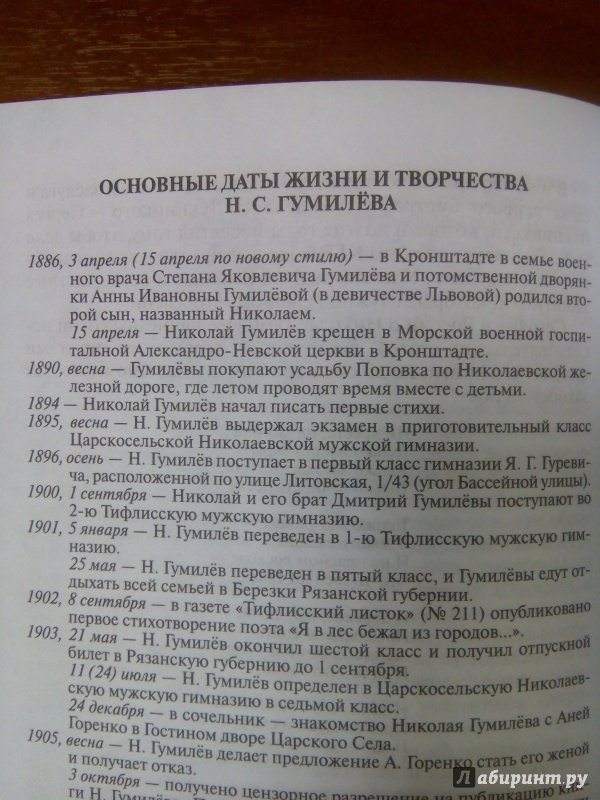 ОСНОВНЫЕ ДАТЫ ЖИЗНИ И ТВОРЧЕСТВА
Н. С. ГУМИЛЁВА
1886, 3 апреля (15 апреля по новому стилю) — в Кронштадте в семье воен-
ного врача Степана Яковлевича Гумилёва и потомственной дворян-
ки Анны Ивановны Гумилёвой (в девичестве Львовой) родился вто-
рой сын, названный Николаем.
15 апреля — Николай Гумилёв крещен в Морской военной госпи-
тальной Александро-Невской церкви в Кронштадте.
1890, весна — Гумилёвы покупают усадьбу Поповка по Николаевской же-
лезной дороге, где летом проводят время вместе с детьми.
1894 — Николай Гумилёв начал писать первые стихи.
1895, весна — Н. Гумилёв выдержал экзамен в приготовительный класс
Царскосельской Николаевской мужской гимназии.
1896, осень — Н. Гумилёв поступает в первый класс гимназии Я. Г. Гуреви-
ча, расположенной по улице Литовская, 1/43 (угол Бассейной улицы).
1900, 1 сентября — Николай и его брат Дмитрий Гумилёвы поступают во
2-ю Тифлисскую мужскую гимназию.
1901, 5 января — Н. Гумилёв переведен в 1-ю Тифлисскую мужскую гим-
назию.
25 мая — Н. Гумилёв переведен в пятый класс, и Гумилёвы едут от-
дыхать всей семьей в Березки Рязанской губернии.
1902, 8 сентября — в газете «Тифлисский листок» (№ 211) опубликовано
первое стихотворение поэта «Я в лес бежал из городов...».
1903, 21 мая — Н. Гумилёв окончил шестой класс и получил отпускной
билет в Рязанскую губернию до 1 сентября.
11 (24) июля — Н. Гумилёв определен в Царскосельскую Николаев-
скую мужскую гимназию в седьмой класс.
24 декабря — в сочельник — знакомство Николая Гумилёва с Аней
Горенко в Гостином дворе Царского Села.
1905, весна — Н. Гумилёв делает предложение А. Горенко стать его женой
и получает отказ.
3 октября — получено цензорное разрешение на публикацию кни-
ги Н. Гумилёва
Лабиринт.ру